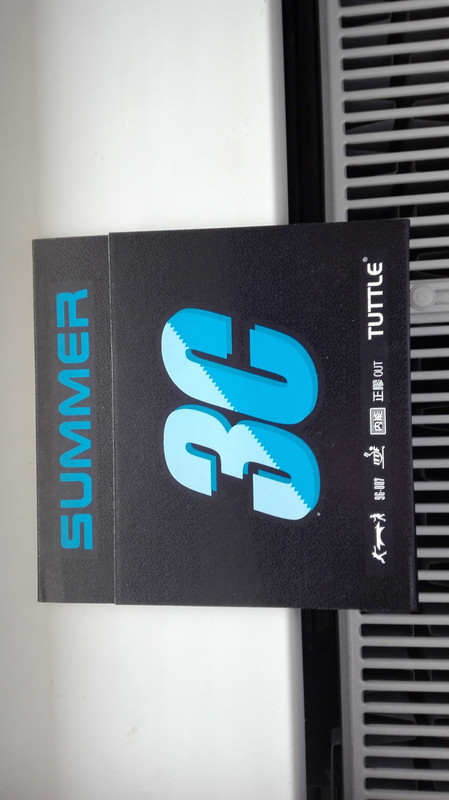 SUMMER
3C
SG-007 内能 正膠 OUT TUTTLE®